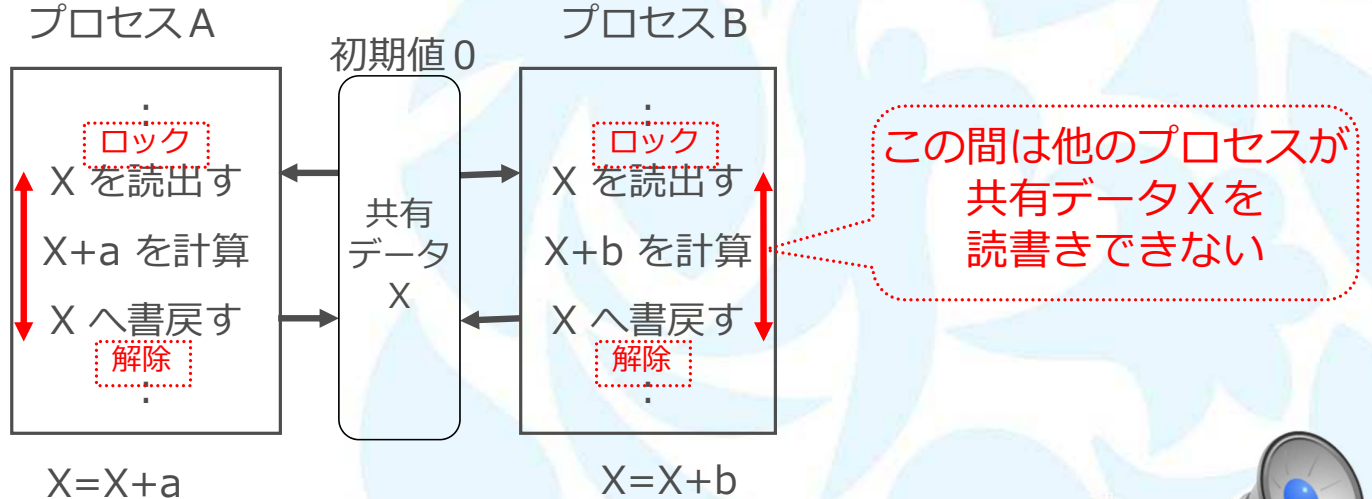 プロセスA
プロセスB
初期値0
.
ロック
X を読出す
X+a を計算
X へ書戻す
解除
.
共有
データ
X
.
ロック
X を読出す
X+b を計算
X へ書戻す
解除
.
この間は他のプロセスが
共有データXを
読書きできない
X=X+a
X=X+b